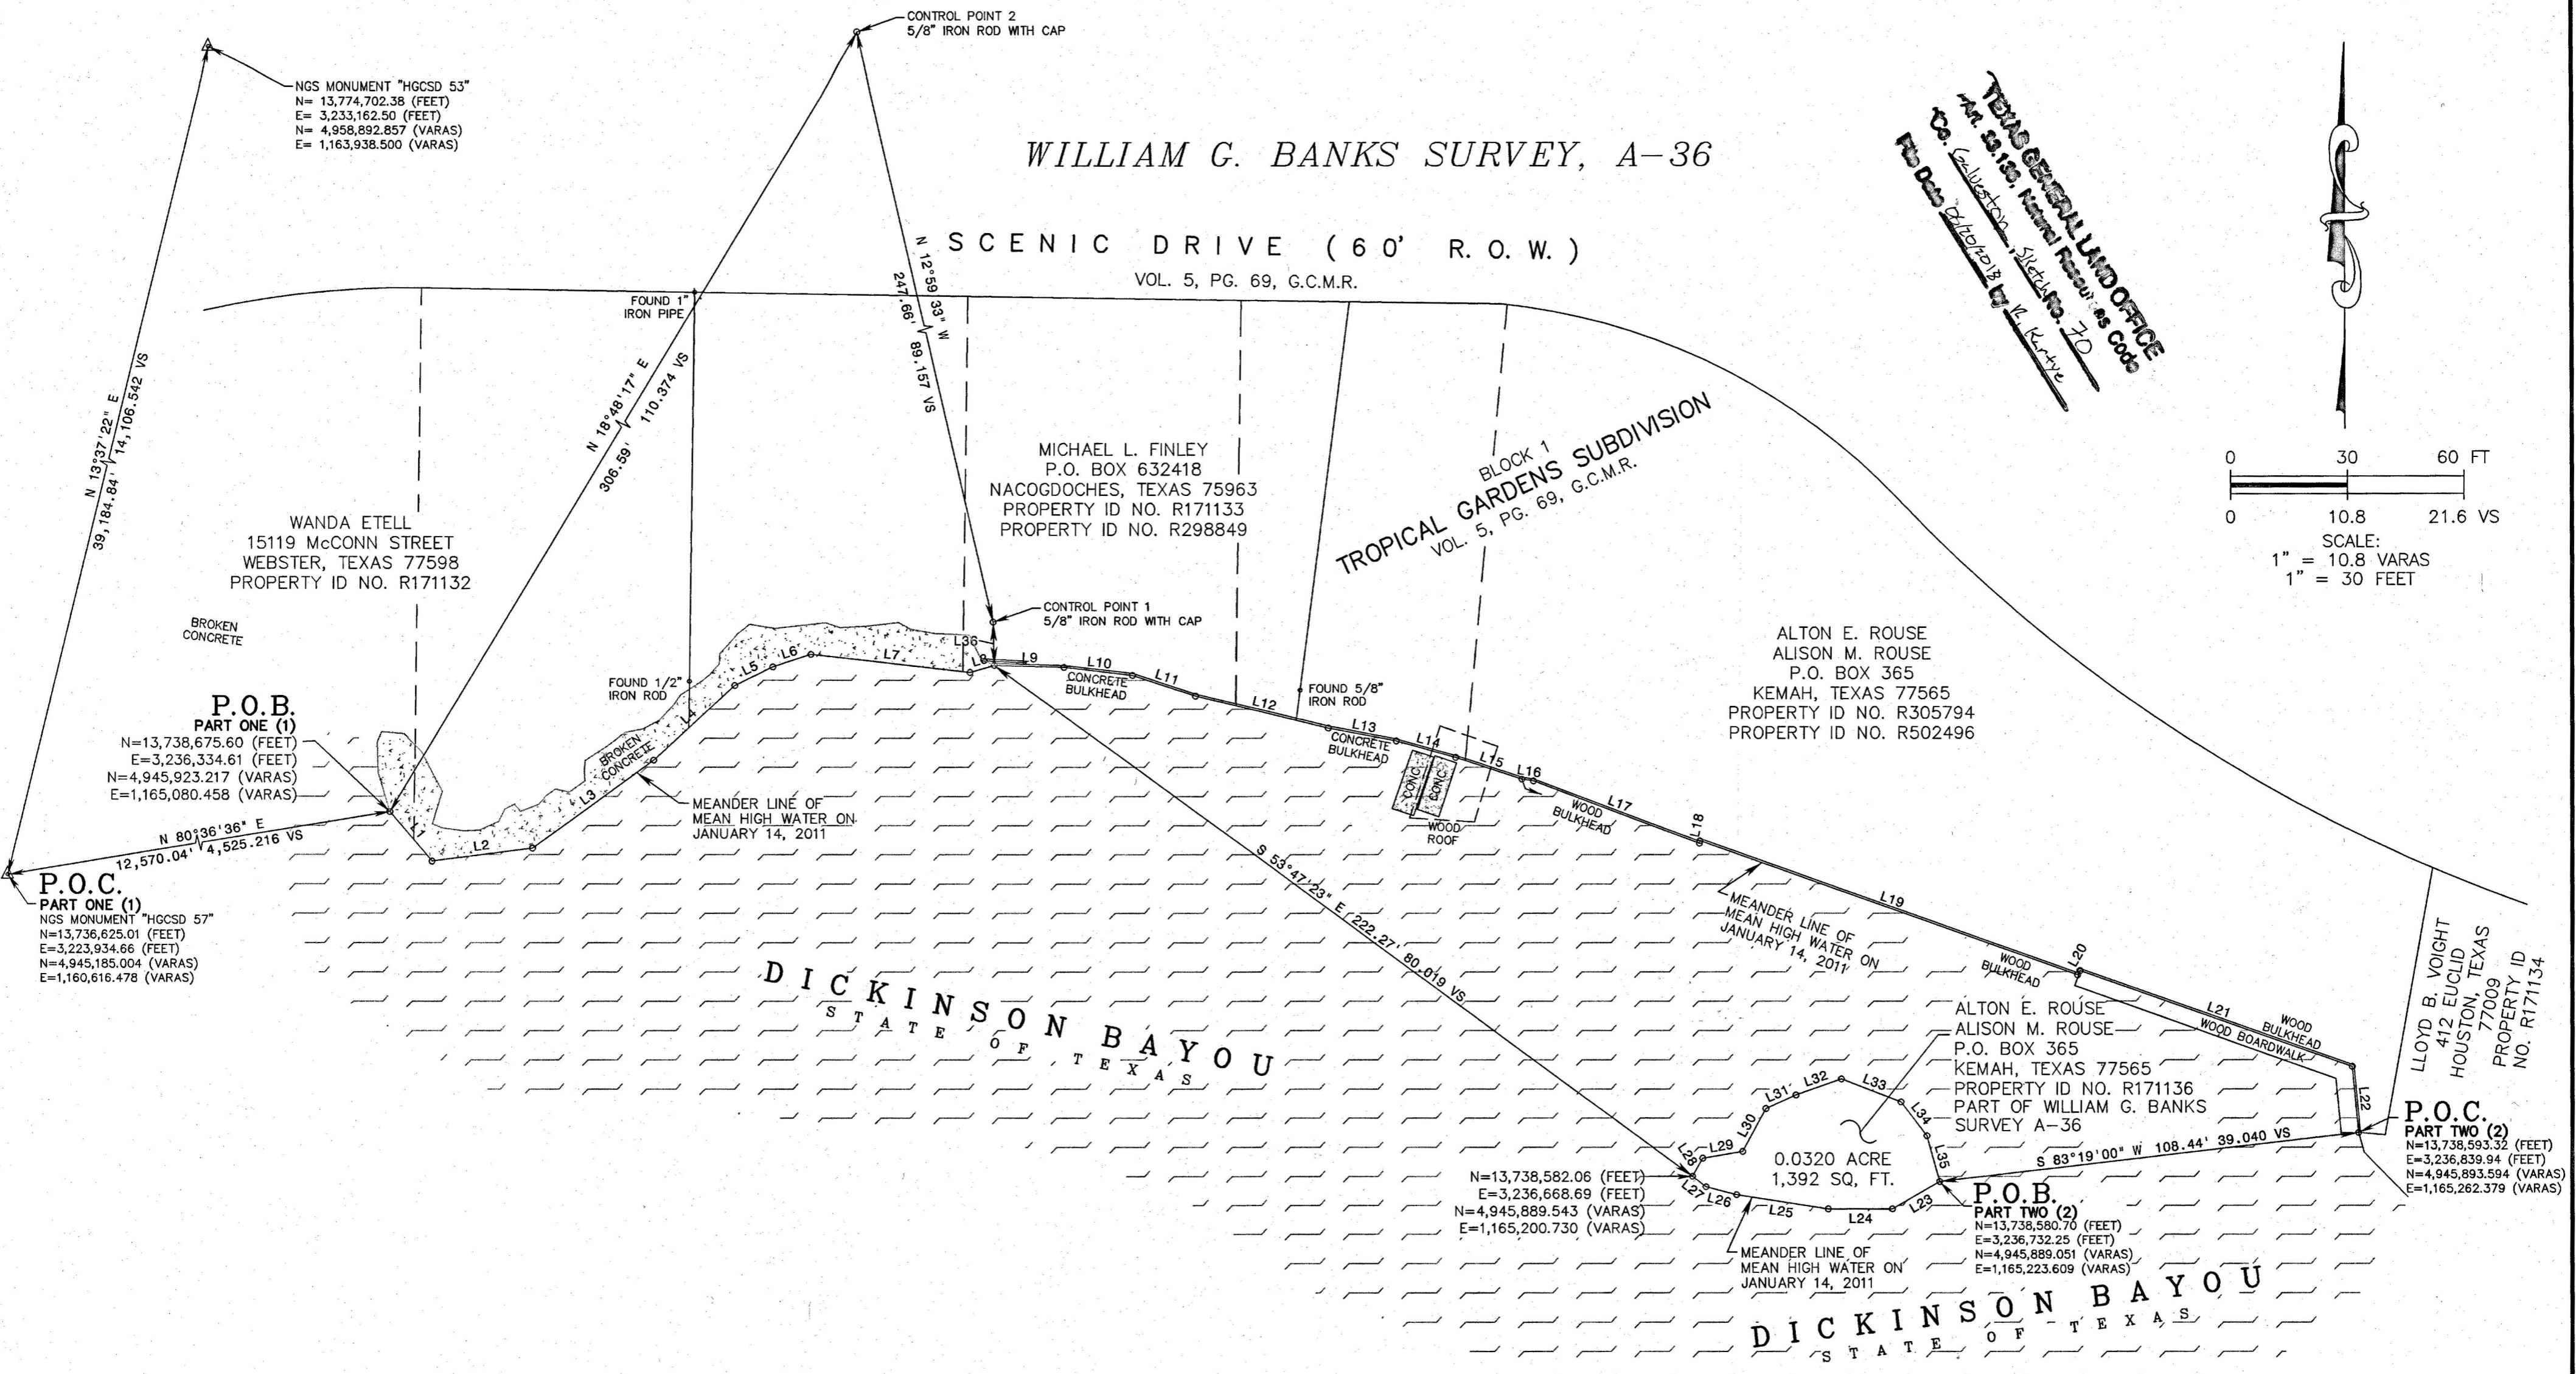 CONTROL POINT 2
5/8" IRON ROD WITH CAP
NGS MONUMENT "HGCSD 53"
N= 13,774,702.38 (FEET)
E= 3,233,162.50 (FEET)
N= 4,958,892.857 (VARAS)
E= 1,163,938.500 (VARAS)
WILLIAM G. BANKS SURVEY, A-36
SCENIC DRIVE (60' R.O.W.)
VOL. 5, PG. 69, G.C.M.R.
TEXAS GENERAL LAND OFFICE
Art. 33.136, Natural Resources Code
Co. Galveston, Sketch No. 70
File Date 06/20/2013 by R. Kurtye
0 30 60 FT
0 10.8 21.6 VS
SCALE:
1" = 10.8 VARAS
1" = 30 FEET
FOUND 1"
IRON PIPE
N 12°59'33" W
247.66' 89.157 VS
N 18°48'17" E
306.59' 110.374 VS
N 13°37'22" E
39,184.84' 14,106.542 VS
MICHAEL L. FINLEY
P.O. BOX 632418
NACOGDOCHES, TEXAS 75963
PROPERTY ID NO. R171133
PROPERTY ID NO. R298849
BLOCK 1
TROPICAL GARDENS SUBDIVISION
VOL. 5, PG. 69, G.C.M.R.
WANDA ETELL
15119 McCONN STREET
WEBSTER, TEXAS 77598
PROPERTY ID NO. R171132
BROKEN
CONCRETE
CONTROL POINT 1
5/8" IRON ROD WITH CAP
ALTON E. ROUSE
ALISON M. ROUSE
P.O. BOX 365
KEMAH, TEXAS 77565
PROPERTY ID NO. R305794
PROPERTY ID NO. R502496
FOUND 1/2"
IRON ROD
FOUND 5/8"
IRON ROD
P.O.B.
PART ONE (1)
N=13,738,675.60 (FEET)
E=3,236,334.61 (FEET)
N=4,945,923.217 (VARAS)
E=1,165,080.458 (VARAS)
N 80°36'36" E
12,570.04' 4,525.216 VS
P.O.C.
PART ONE (1)
NGS MONUMENT "HGCSD 57"
N=13,736,625.01 (FEET)
E=3,223,934.66 (FEET)
N=4,945,185.004 (VARAS)
E=1,160,616.478 (VARAS)
L1
L2
L3
BROKEN
CONCRETE
L4
L5
L6
L7
L8
L36
L9
L10
CONCRETE
BULKHEAD
L11
L12
L13
CONCRETE
BULKHEAD
L14
L15
L16
CONC.
CONC.
WOOD
ROOF
WOOD
BULKHEAD
L17
L18
L19
L20
L21
L22
MEANDER LINE OF
MEAN HIGH WATER ON
JANUARY 14, 2011
MEANDER LINE OF
MEAN HIGH WATER ON
JANUARY 14, 2011
WOOD
BULKHEAD
WOOD
BULKHEAD
WOOD BOARDWALK
S 53°47'23" E 222.27'
80.019 VS
DICKINSON BAYOU
STATE OF TEXAS
ALTON E. ROUSE
ALISON M. ROUSE
P.O. BOX 365
KEMAH, TEXAS 77565
PROPERTY ID NO. R171136
PART OF WILLIAM G. BANKS
SURVEY A-36
LLOYD B. VOIGHT
412 EUCLID
HOUSTON, TEXAS
77009
PROPERTY ID
NO. R171134
P.O.C.
PART TWO (2)
N=13,738,593.32 (FEET)
E=3,236,839.94 (FEET)
N=4,945,893.594 (VARAS)
E=1,165,262.379 (VARAS)
S 83°19'00" W 108.44' 39.040 VS
0.0320 ACRE
1,392 SQ, FT.
L23
L24
L25
L26
L27
L28
L29
L30
L31
L32
L33
L34
L35
N=13,738,582.06 (FEET)
E=3,236,668.69 (FEET)
N=4,945,889.543 (VARAS)
E=1,165,200.730 (VARAS)
P.O.B.
PART TWO (2)
N=13,738,580.70 (FEET)
E=3,236,732.25 (FEET)
N=4,945,889.051 (VARAS)
E=1,165,223.609 (VARAS)
MEANDER LINE OF
MEAN HIGH WATER ON
JANUARY 14, 2011
DICKINSON BAYOU
STATE OF TEXAS